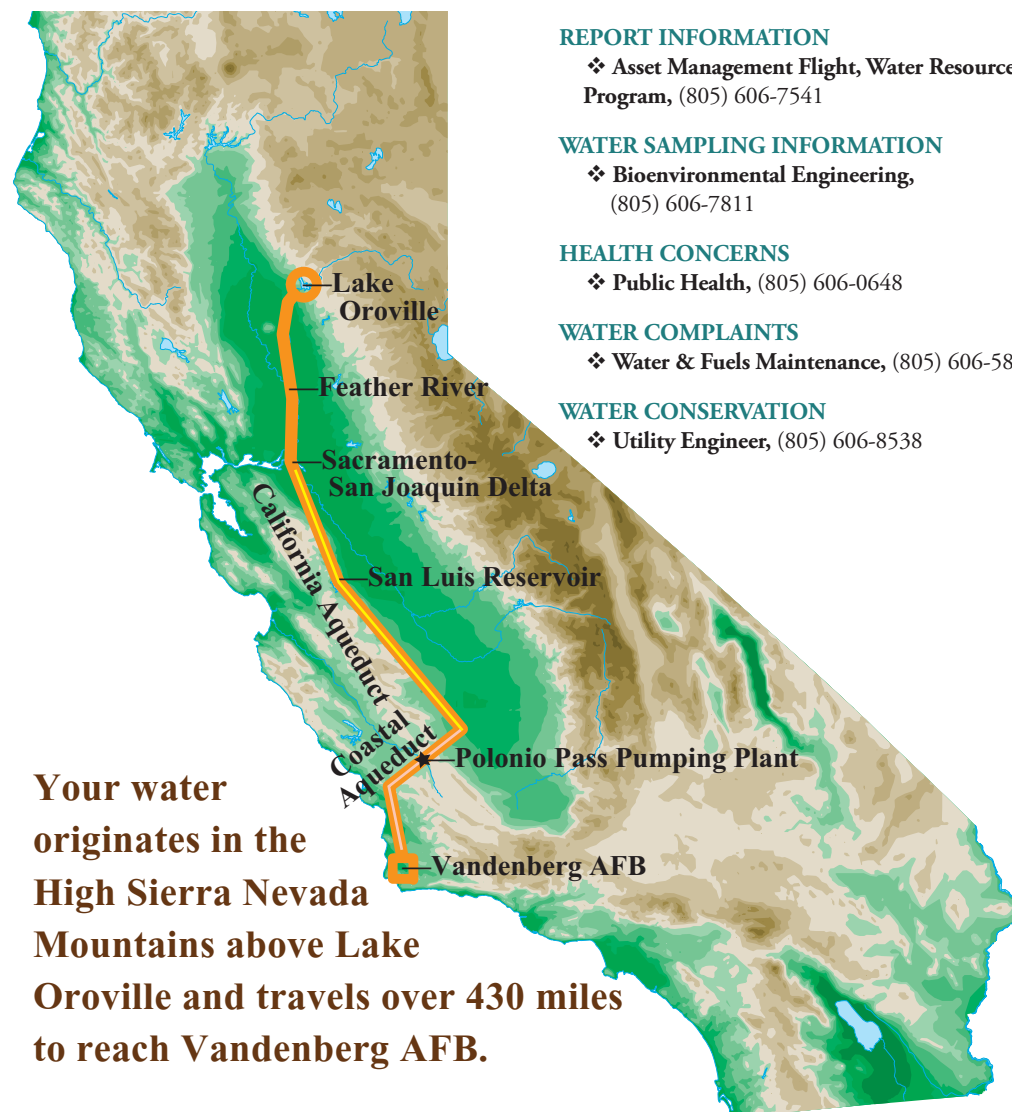 REPORT INFORMATION
❖ Asset Management Flight, Water Resource
Program, (805) 606-7541
WATER SAMPLING INFORMATION
❖ Bioenvironmental Engineering,
(805) 606-7811
HEALTH CONCERNS
❖ Public Health, (805) 606-0648
WATER COMPLAINTS
❖ Water & Fuels Maintenance, (805) 606-58
WATER CONSERVATION
❖ Utility Engineer, (805) 606-8538
Lake
Oroville
Feather River
Sacramento-
San Joaquin Delta
California Aqueduct
San Luis Reservoir
Coastal
Aqueduct
Polonio Pass Pumping Plant
Vandenberg AFB
Your water
originates in the
High Sierra Nevada
Mountains above Lake
Oroville and travels over 430 miles
to reach Vandenberg AFB.